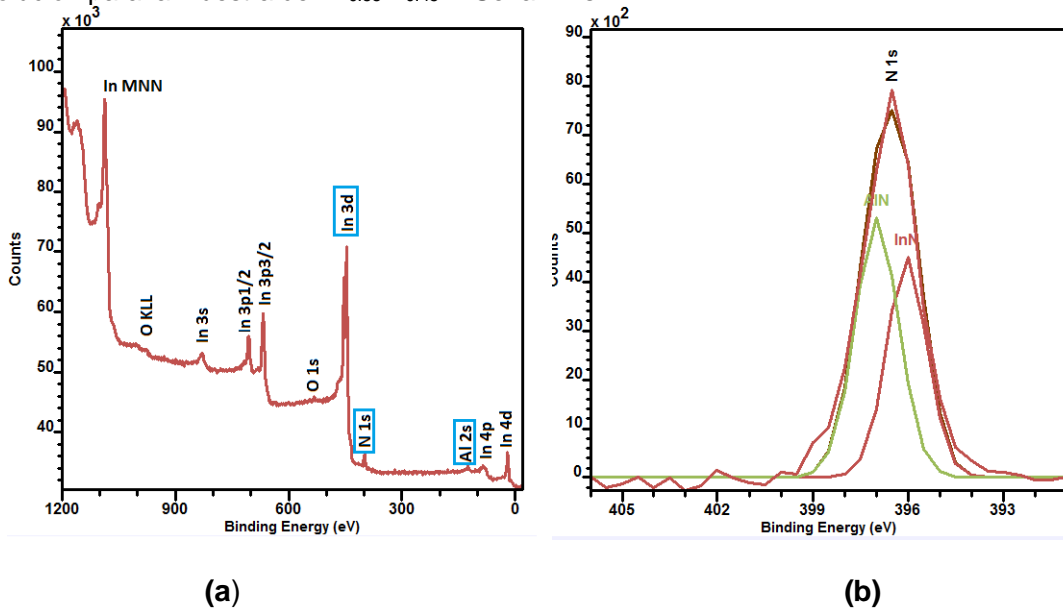 x 10³
100
90
80
70
60
50
40
Counts
1200
900
600
300
0
Binding Energy (eV)
In MNN
O KLL
In 3s
In 3p1/2
In 3p3/2
O 1s
In 3d
N 1s
Al 2s
In 4p
In 4d
(a)
x 10²
90
80
70
60
50
40
30
20
10
0
Counts
405
402
399
396
393
Binding Energy (eV)
N 1s
AlN
InN
(b)